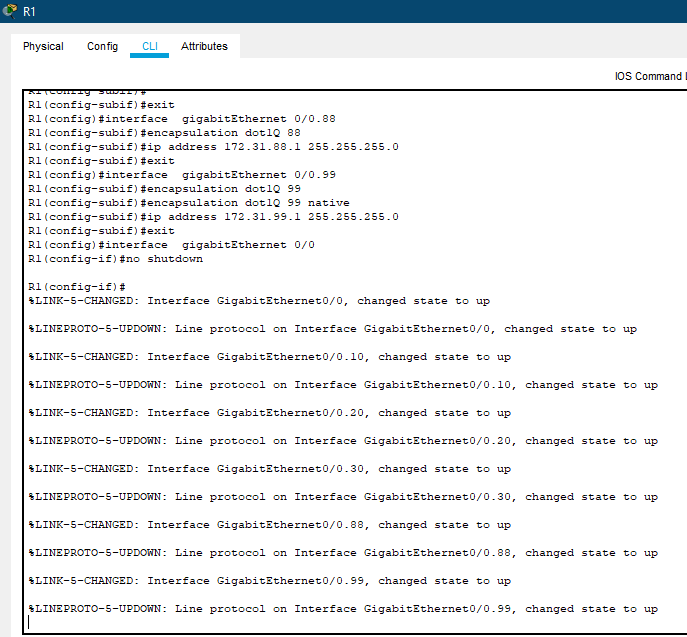 R1
Physical Config CLI Attributes
IOS Command
R1(config-subif)#
R1(config-subif)#exit
R1(config)#interface  gigabitEthernet 0/0.88
R1(config-subif)#encapsulation dot1Q 88
R1(config-subif)#ip address 172.31.88.1 255.255.255.0
R1(config-subif)#exit
R1(config)#interface  gigabitEthernet 0/0.99
R1(config-subif)#encapsulation dot1Q 99
R1(config-subif)#encapsulation dot1Q 99 native
R1(config-subif)#ip address 172.31.99.1 255.255.255.0
R1(config-subif)#exit
R1(config)#interface  gigabitEthernet 0/0
R1(config-if)#no shutdown
R1(config-if)#
%LINK-5-CHANGED: Interface GigabitEthernet0/0, changed state to up
%LINEPROTO-5-UPDOWN: Line protocol on Interface GigabitEthernet0/0, changed state to up
%LINK-5-CHANGED: Interface GigabitEthernet0/0.10, changed state to up
%LINEPROTO-5-UPDOWN: Line protocol on Interface GigabitEthernet0/0.10, changed state to up
%LINK-5-CHANGED: Interface GigabitEthernet0/0.20, changed state to up
%LINEPROTO-5-UPDOWN: Line protocol on Interface GigabitEthernet0/0.20, changed state to up
%LINK-5-CHANGED: Interface GigabitEthernet0/0.30, changed state to up
%LINEPROTO-5-UPDOWN: Line protocol on Interface GigabitEthernet0/0.30, changed state to up
%LINK-5-CHANGED: Interface GigabitEthernet0/0.88, changed state to up
%LINEPROTO-5-UPDOWN: Line protocol on Interface GigabitEthernet0/0.88, changed state to up
%LINK-5-CHANGED: Interface GigabitEthernet0/0.99, changed state to up
%LINEPROTO-5-UPDOWN: Line protocol on Interface GigabitEthernet0/0.99, changed state to up